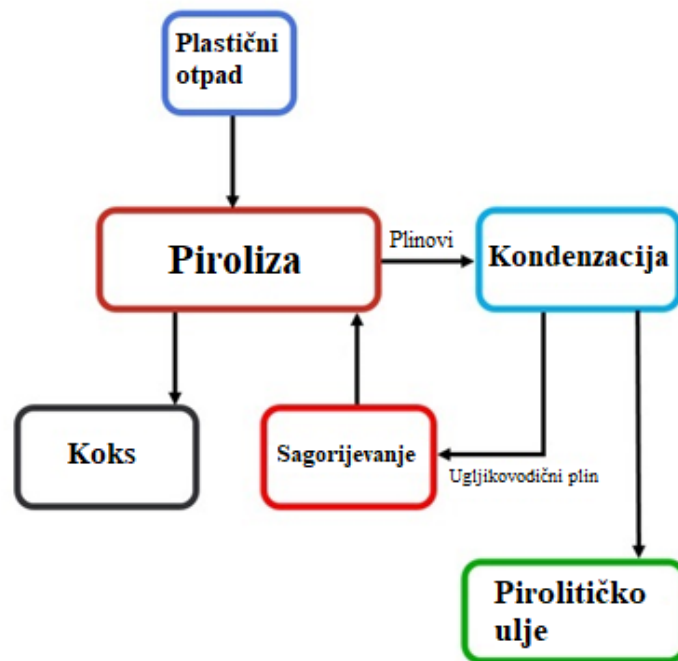 Plastični
otpad
Piroliza
Plinovi
Kondenzacija
Koks
Sagorijevanje
Ugljikovodični plin
Pirolitičko
ulje